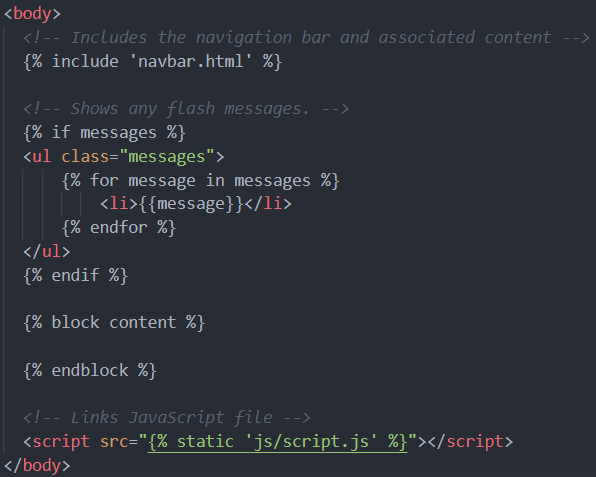 <body>
<!-- Includes the navigation bar and associated content -->
{% include 'navbar.html' %}
<!-- Shows any flash messages. -->
{% if messages %}
<ul class="messages">
{% for message in messages %}
<li>{{message}}</li>
{% endfor %}
</ul>
{% endif %}
{% block content %}
{% endblock %}
<!-- Links JavaScript file -->
<script src="{% static 'js/script.js' %}"></script>
</body>